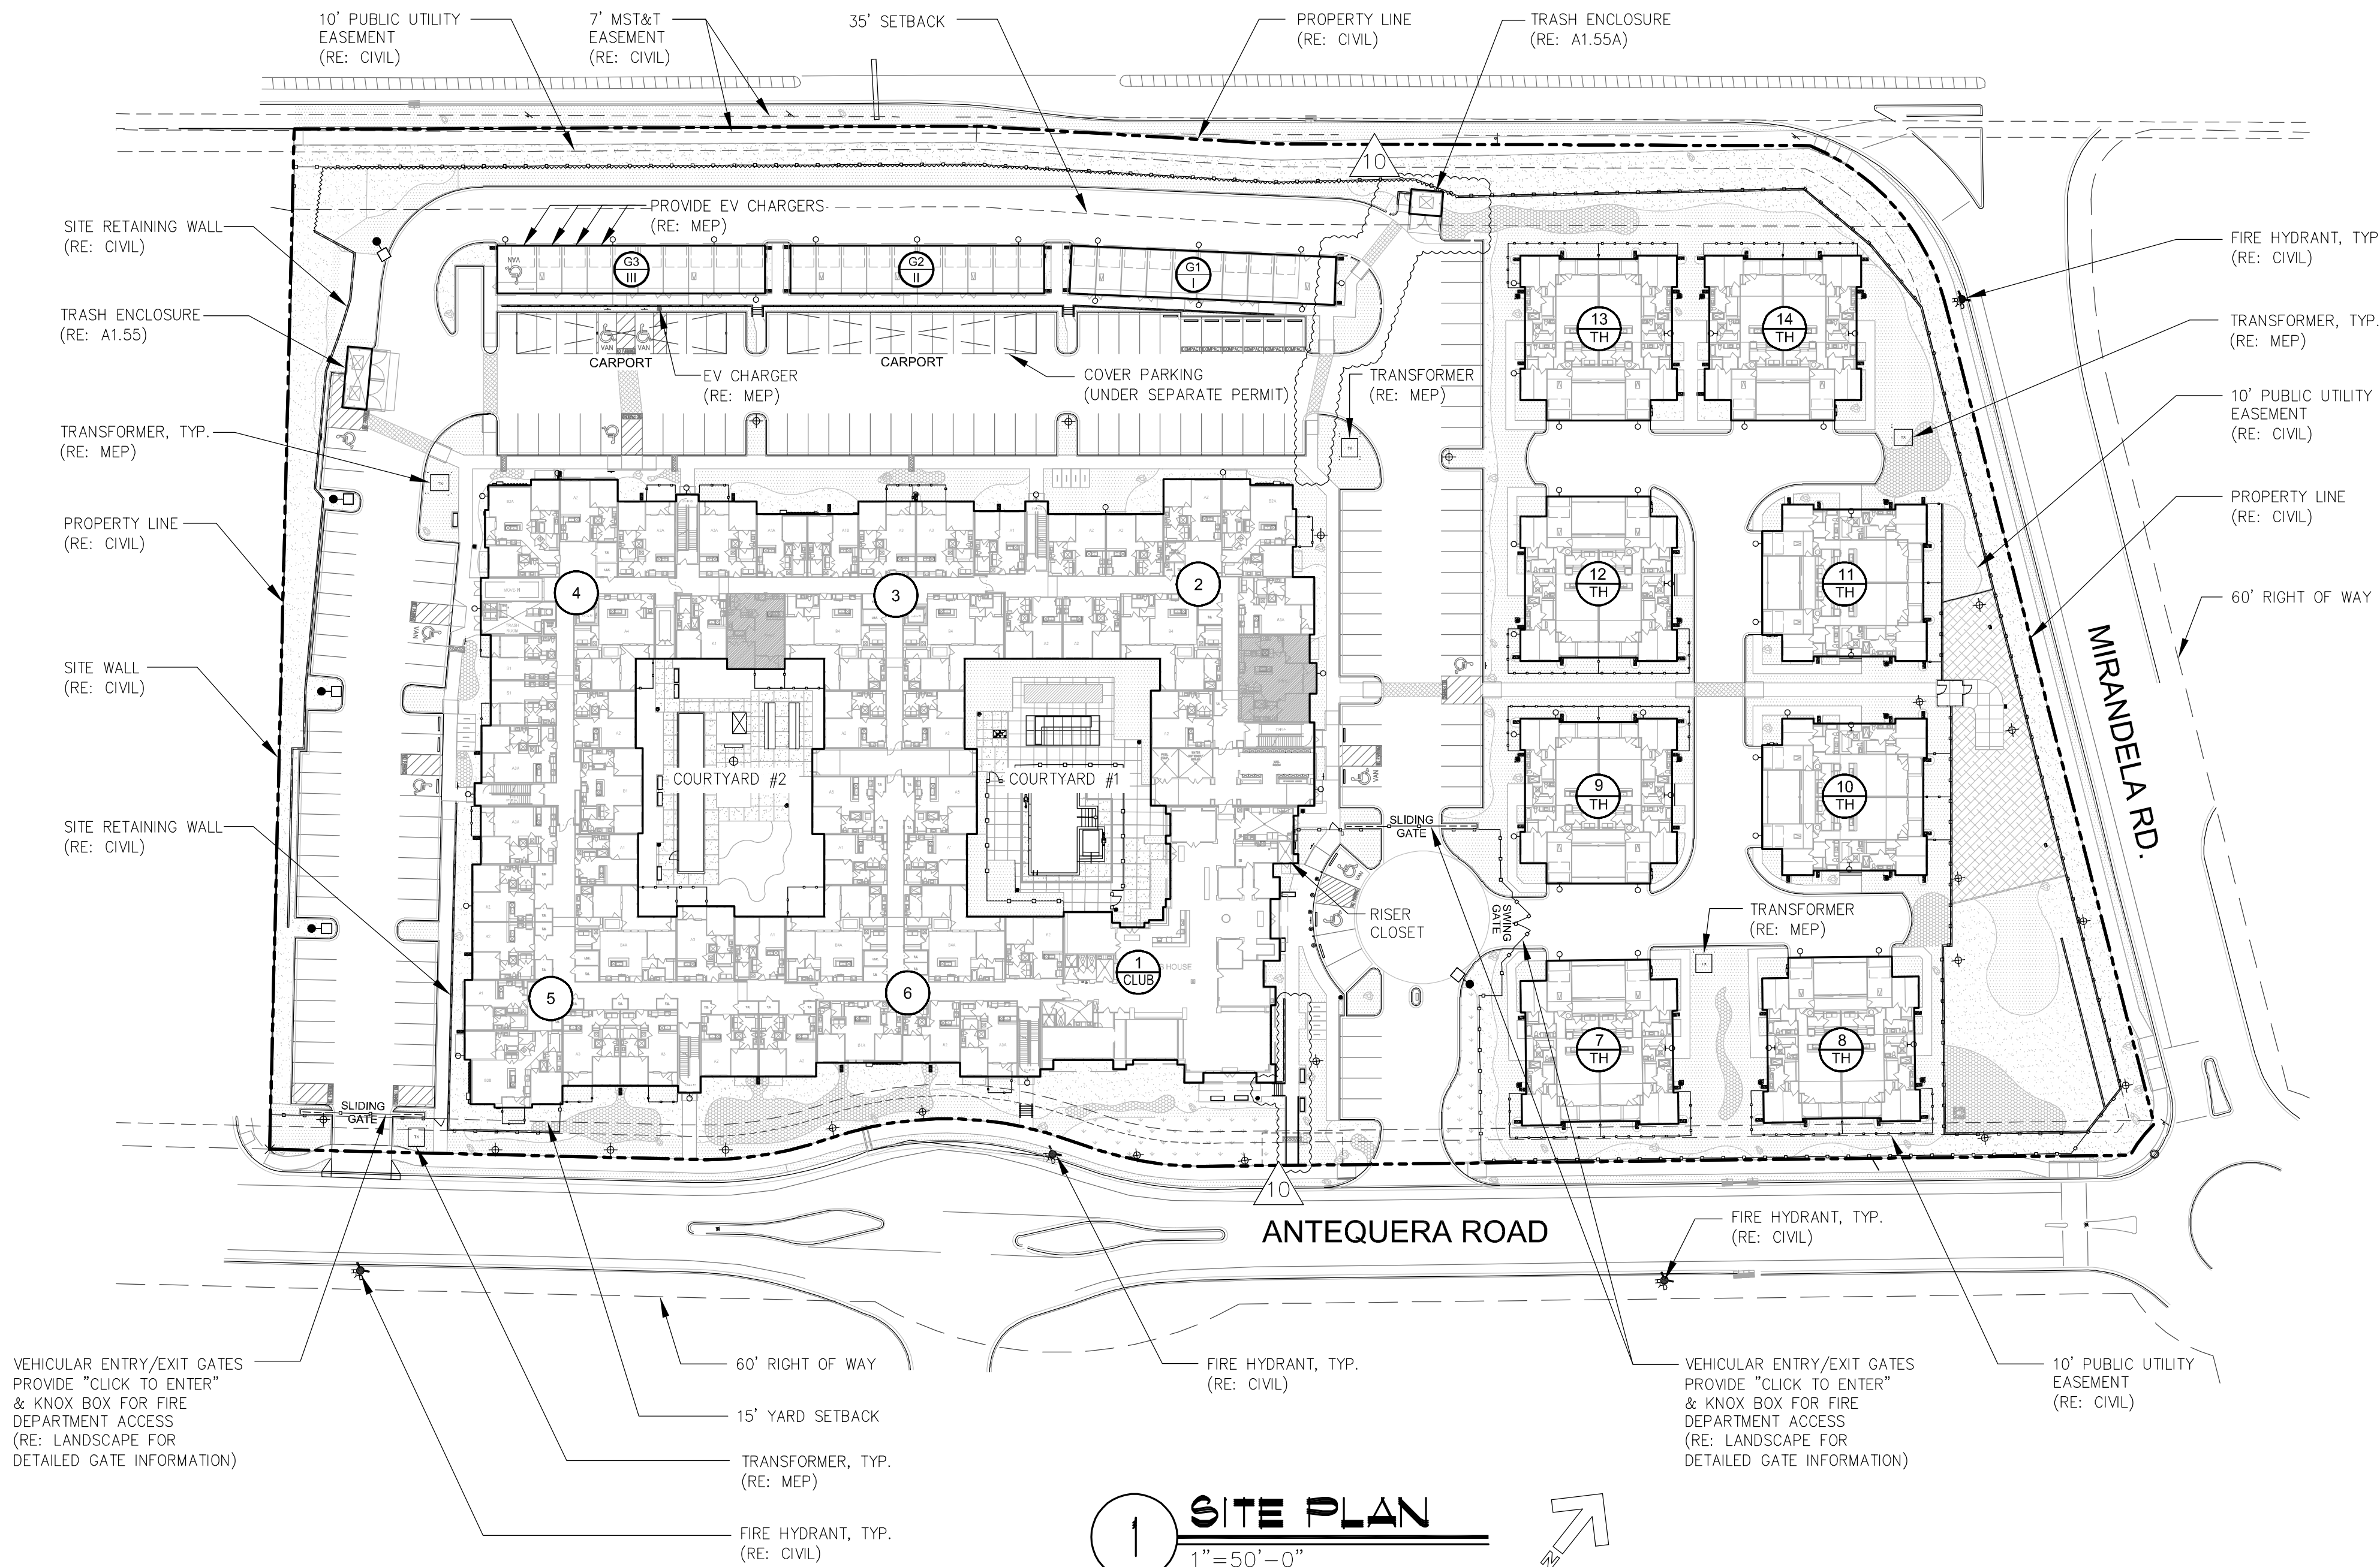 10' PUBLIC UTILITY
EASEMENT
(RE: CIVIL)
7' MST&T
EASEMENT
(RE: CIVIL)
35' SETBACK
PROPERTY LINE
(RE: CIVIL)
TRASH ENCLOSURE
(RE: A1.55A)
10
SITE RETAINING WALL
(RE: CIVIL)
PROVIDE EV CHARGERS
(RE: MEP)
VAN
G3
III
G2
II
G1
I
TRASH ENCLOSURE
(RE: A1.55)
VAN
VAN
CARPORT
CARPORT
EV CHARGER
(RE: MEP)
COVER PARKING
(UNDER SEPARATE PERMIT)
TRANSFORMER
(RE: MEP)
13
TH
14
TH
FIRE HYDRANT, TYP.
(RE: CIVIL)
TRANSFORMER, TYP.
(RE: MEP)
10' PUBLIC UTILITY
EASEMENT
(RE: CIVIL)
TRANSFORMER, TYP.
(RE: MEP)
PROPERTY LINE
(RE: CIVIL)
PROPERTY LINE
(RE: CIVIL)
4
3
2
12
TH
11
TH
60' RIGHT OF WAY
VAN
SITE WALL
(RE: CIVIL)
MIRANDELA RD.
COURTYARD #2
COURTYARD #1
VAN
9
TH
10
TH
SITE RETAINING WALL
(RE: CIVIL)
SLIDING
GATE
VAN
RISER
CLOSET
SWING
GATE
TRANSFORMER
(RE: MEP)
5
6
1
CLUB
HOUSE
7
TH
8
TH
SLIDING
GATE
10
ANTEQUERA ROAD
FIRE HYDRANT, TYP.
(RE: CIVIL)
VEHICULAR ENTRY/EXIT GATES
PROVIDE "CLICK TO ENTER"
& KNOX BOX FOR FIRE
DEPARTMENT ACCESS
(RE: LANDSCAPE FOR
DETAILED GATE INFORMATION)
60' RIGHT OF WAY
15' YARD SETBACK
TRANSFORMER, TYP.
(RE: MEP)
FIRE HYDRANT, TYP.
(RE: CIVIL)
FIRE HYDRANT, TYP.
(RE: CIVIL)
VEHICULAR ENTRY/EXIT GATES
PROVIDE "CLICK TO ENTER"
& KNOX BOX FOR FIRE
DEPARTMENT ACCESS
(RE: LANDSCAPE FOR
DETAILED GATE INFORMATION)
10' PUBLIC UTILITY
EASEMENT
(RE: CIVIL)
1
SITE PLAN
1"=50'-0"
N